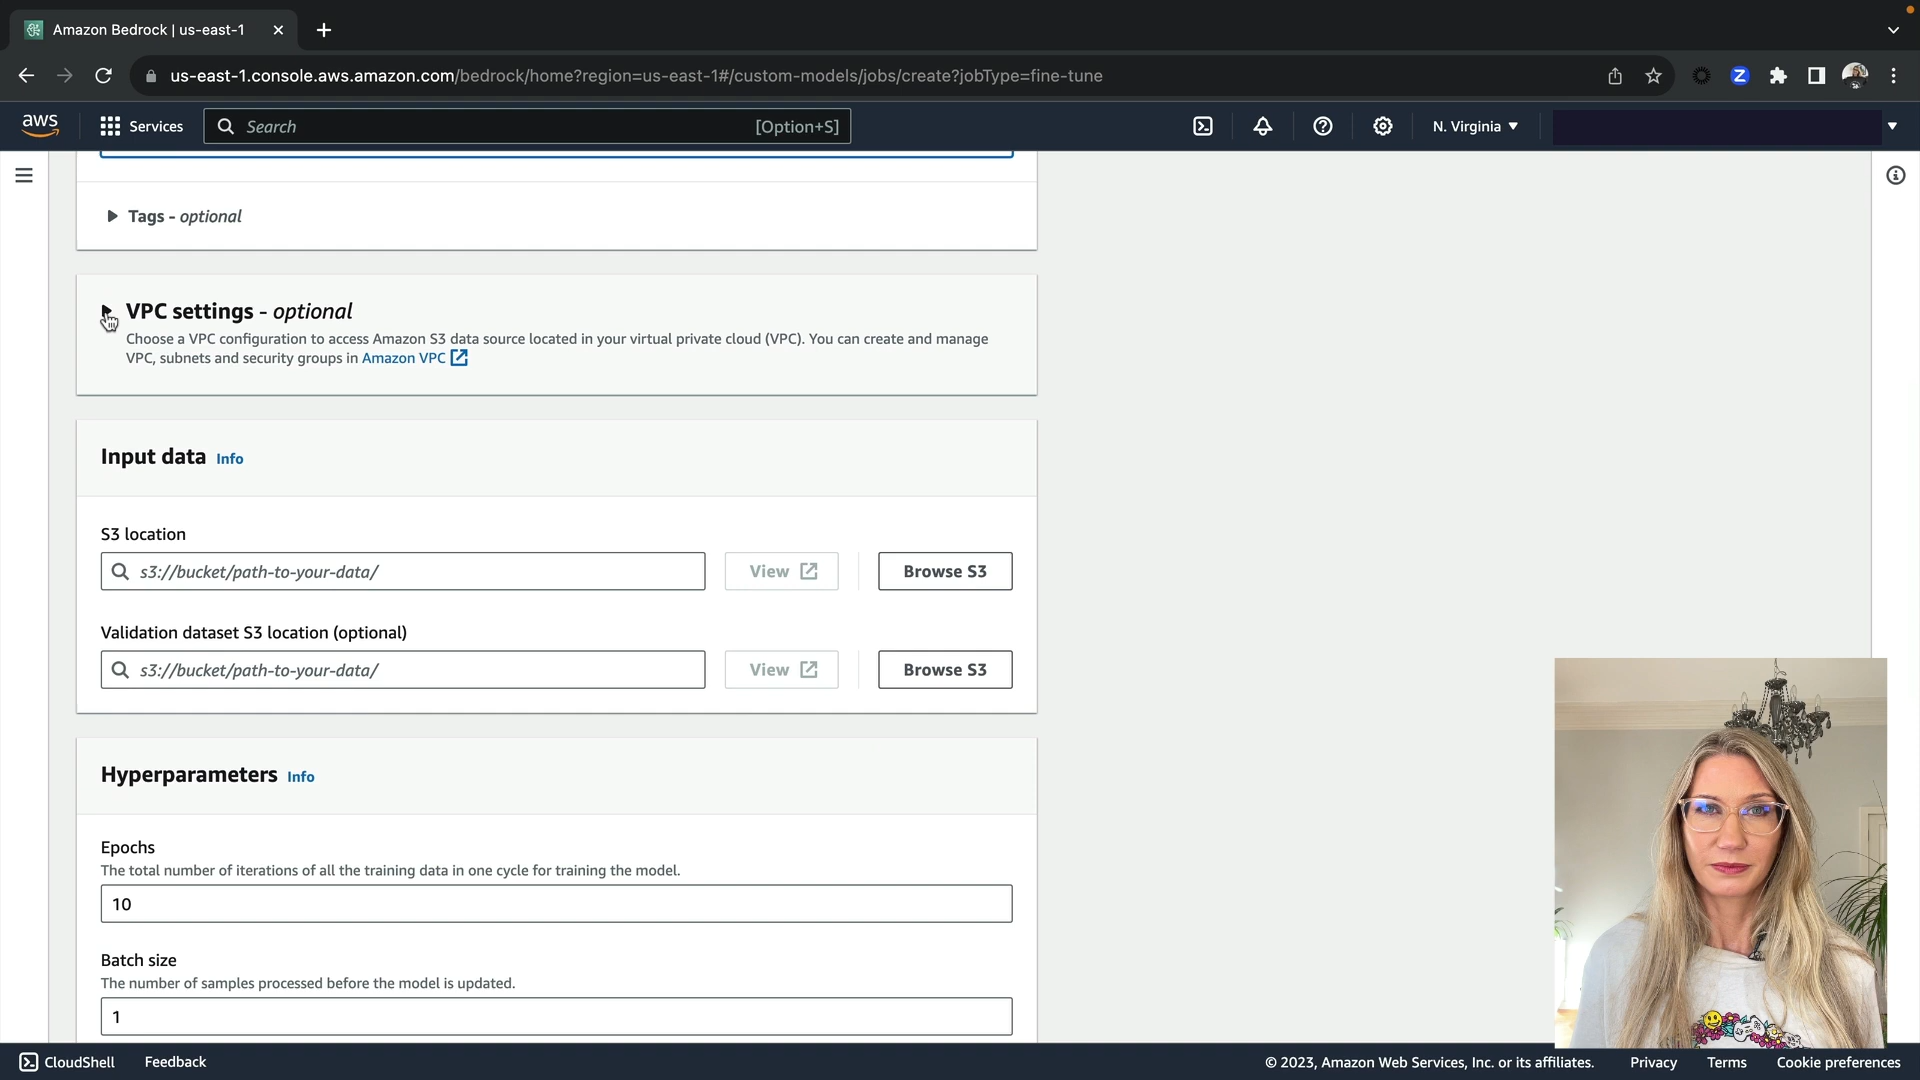 Amazon Bedrock | us-east-1
us-east-1.console.aws.amazon.com/bedrock/home?region=us-east-1#/custom-models/jobs/create?jobType=fine-tune
Z
aws
Services
Search
[Option+S]
N. Virginia
Tags - optional
VPC settings - optional
Choose a VPC configuration to access Amazon S3 data source located in your virtual private cloud (VPC). You can create and manage
VPC, subnets and security groups in Amazon VPC
Input data Info
S3 location
s3://bucket/path-to-your-data/
View
Browse S3
Validation dataset S3 location (optional)
s3://bucket/path-to-your-data/
View
Browse S3
Hyperparameters Info
Epochs
The total number of iterations of all the training data in one cycle for training the model.
10
Batch size
The number of samples processed before the model is updated.
1
CloudShell
Feedback
© 2023, Amazon Web Services, Inc. or its affiliates.
Privacy
Terms
Cookie preferences